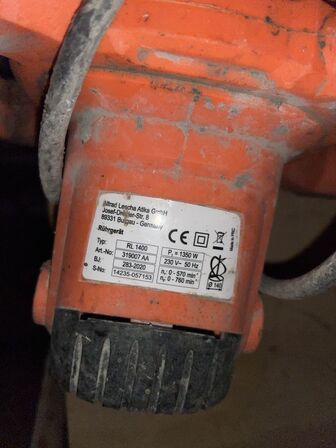 Altrad Lescha Atika GmbH
Josef-Drexler-Str. 8
89331 Burgau - Germany
Rührgerät
Typ: RL 1400
Art.-No: 319007 AA
B.J: 283-2020
S-No: 14235-057153
CE
Made in PRC
P₁ = 1350 W
230 V~ 50 Hz
n₁: 0 - 570 min⁻¹
n₂: 0 - 760 min⁻¹
Ø 140